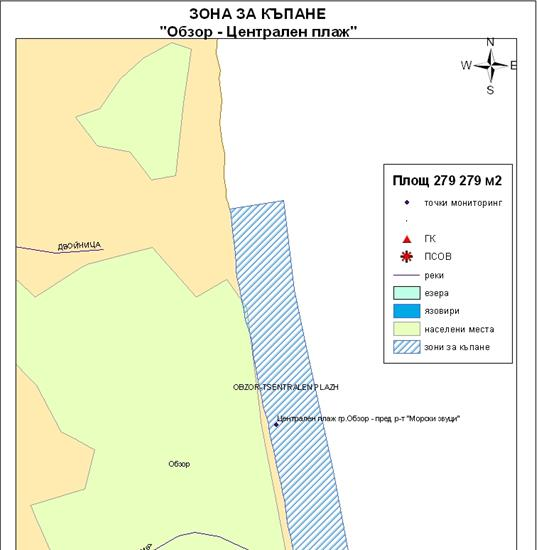 ЗОНА ЗА КЪПАНЕ
"Обзор - Централен плаж"
N
W E
S
Площ 279 279 м2
точки мониторинг
ГК
ПСОВ
реки
езера
язовири
населени места
зони за къпане
ДВОЙНИЦА
OBZOR-TSENTRALEN PLAZH
Централен плаж гр.Обзор - пред р-т "Морски звуци"
Обзор